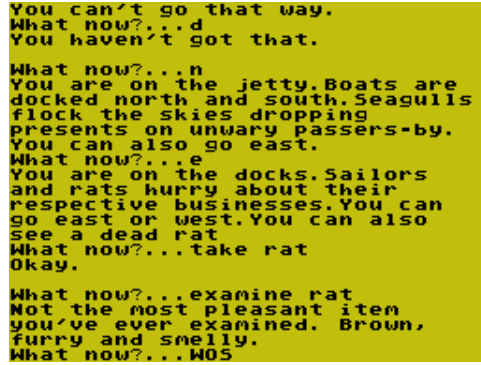 You can't go that way.
What now?...d
You haven't got that.
What now?...n
You are on the jetty.Boats are
docked north and south.Seagulls
flock the skies dropping
presents on unwary passers-by.
You can also go east.
What now?...e
You are on the docks.Sailors
and rats hurry about their
respective businesses.You can
go east or west.You can also
see a dead rat
What now?...take rat
Okay.
What now?...examine rat
Not the most pleasant item
you've ever examined. Brown,
furry and smelly.
What now?...WOS